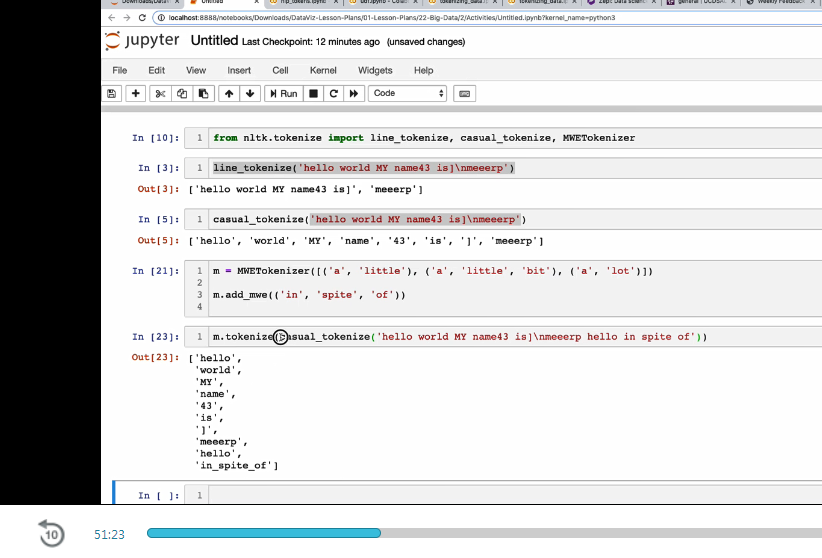 Downloads/DataVi
Untitled
nlp_tokens.ipynb
udf.ipynb - Colab
tokenizing_data.i
tokenizing_data.i
Zepl: Data Scien
general | UCDSA
Weekly Feedback
localhost:8888/notebooks/Downloads/DataViz-Lesson-Plans/01-Lesson-Plans/22-Big-Data/2/Activities/Untitled.ipynb?kernel_name=python3
jupyter Untitled Last Checkpoint: 12 minutes ago (unsaved changes)
File Edit View Insert Cell Kernel Widgets Help
Run Code
In [10]: 1 from nltk.tokenize import line_tokenize, casual_tokenize, MWETokenizer
In [3]: 1 line_tokenize('hello world MY name43 is]\nmeeerp')
Out[3]: ['hello world MY name43 is]', 'meeerp']
In [5]: 1 casual_tokenize('hello world MY name43 is]\nmeeerp')
Out[5]: ['hello', 'world', 'MY', 'name', '43', 'is', ']', 'meeerp']
In [21]: 1 m = MWETokenizer([('a', 'little'), ('a', 'little', 'bit'), ('a', 'lot')])
2
3 m.add_mwe(('in', 'spite', 'of'))
4
In [23]: 1 m.tokenize(casual_tokenize('hello world MY name43 is]\nmeeerp hello in spite of'))
Out[23]: ['hello',
'world',
'MY',
'name',
'43',
'is',
']',
'meeerp',
'hello',
'in_spite_of']
In [ ]: 1
10 51:23